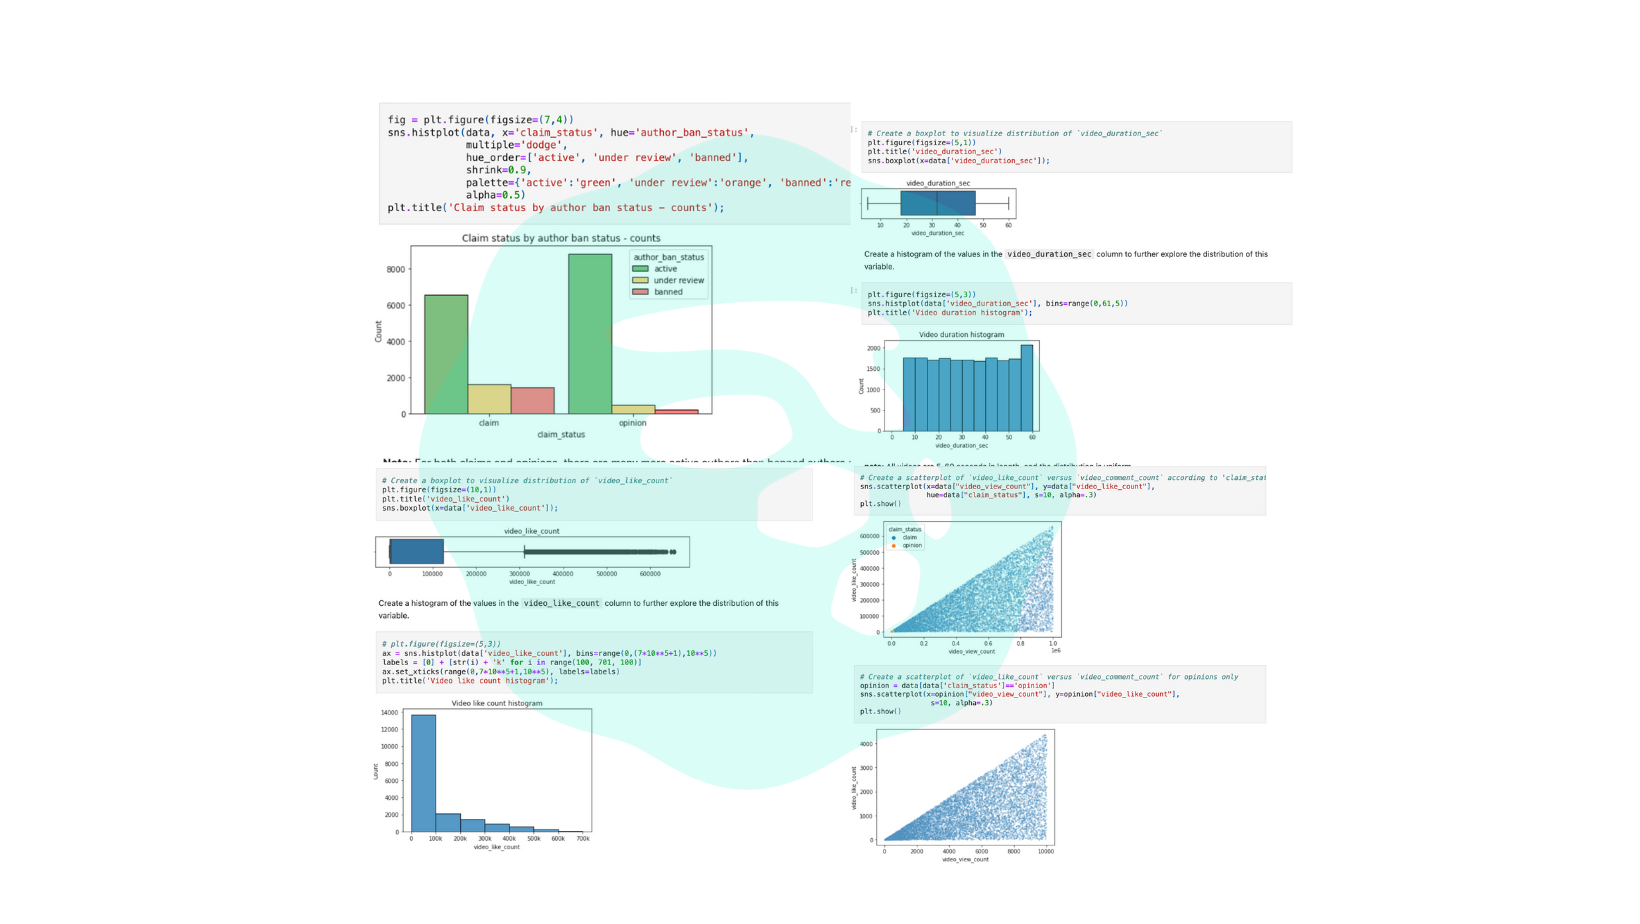 fig = plt.figure(figsize=(7,4))
sns.histplot(data, x='claim_status', hue='author_ban_status',
multiple='dodge',
hue_order=['active', 'under review', 'banned'],
shrink=0.9,
palette={'active':'green', 'under review':'orange', 'banned':'re
alpha=0.5)
plt.title('Claim status by author ban status - counts');
Claim status by author ban status - counts
author_ban_status
active
under review
banned
8000
6000
4000
2000
0
Count
claim
opinion
claim_status
Note: For both claims and opinions, there are many more active authors than banned authors
# Create a boxplot to visualize distribution of `video_like_count`
plt.figure(figsize=(10,1))
plt.title('video_like_count')
sns.boxplot(x=data['video_like_count']);
video_like_count
0 100000 200000 300000 400000 500000 600000
video_like_count
Create a histogram of the values in the video_like_count column to further explore the distribution of this
variable.
# plt.figure(figsize=(5,3))
ax = sns.histplot(data['video_like_count'], bins=range(0,(7*10**5+1),10**5))
labels = [0] + [str(i) + 'k' for i in range(100, 701, 100)]
ax.set_xticks(range(0,7*10**5+1,10**5), labels=labels)
plt.title('Video like count histogram');
Video like count histogram
14000
12000
10000
8000
6000
4000
2000
0
Count
0 100k 200k 300k 400k 500k 600k 700k
video_like_count
# Create a boxplot to visualize distribution of `video_duration_sec`
plt.figure(figsize=(5,1))
plt.title('video_duration_sec')
sns.boxplot(x=data['video_duration_sec']);
video_duration_sec
10 20 30 40 50 60
video_duration_sec
Create a histogram of the values in the video_duration_sec column to further explore the distribution of this
variable.
plt.figure(figsize=(5,3))
sns.histplot(data['video_duration_sec'], bins=range(0,61,5))
plt.title('Video duration histogram');
Video duration histogram
2000
1500
1000
500
0
Count
0 10 20 30 40 50 60
video_duration_sec
note: All videos are 5-60 seconds in length, and the distribution is uniform.
# Create a scatterplot of `video_like_count` versus `video_comment_count` according to 'claim_stat
sns.scatterplot(x=data["video_view_count"], y=data["video_like_count"],
hue=data["claim_status"], s=10, alpha=.3)
plt.show()
claim_status
claim
opinion
600000
500000
400000
300000
200000
100000
0
video_like_count
0.0 0.2 0.4 0.6 0.8 1.0
1e6
video_view_count
# Create a scatterplot of `video_like_count` versus `video_comment_count` for opinions only
opinion = data[data['claim_status']=='opinion']
sns.scatterplot(x=opinion["video_view_count"], y=opinion["video_like_count"],
s=10, alpha=.3)
plt.show()
4000
3000
2000
1000
0
video_like_count
0 2000 4000 6000 8000 10000
video_view_count